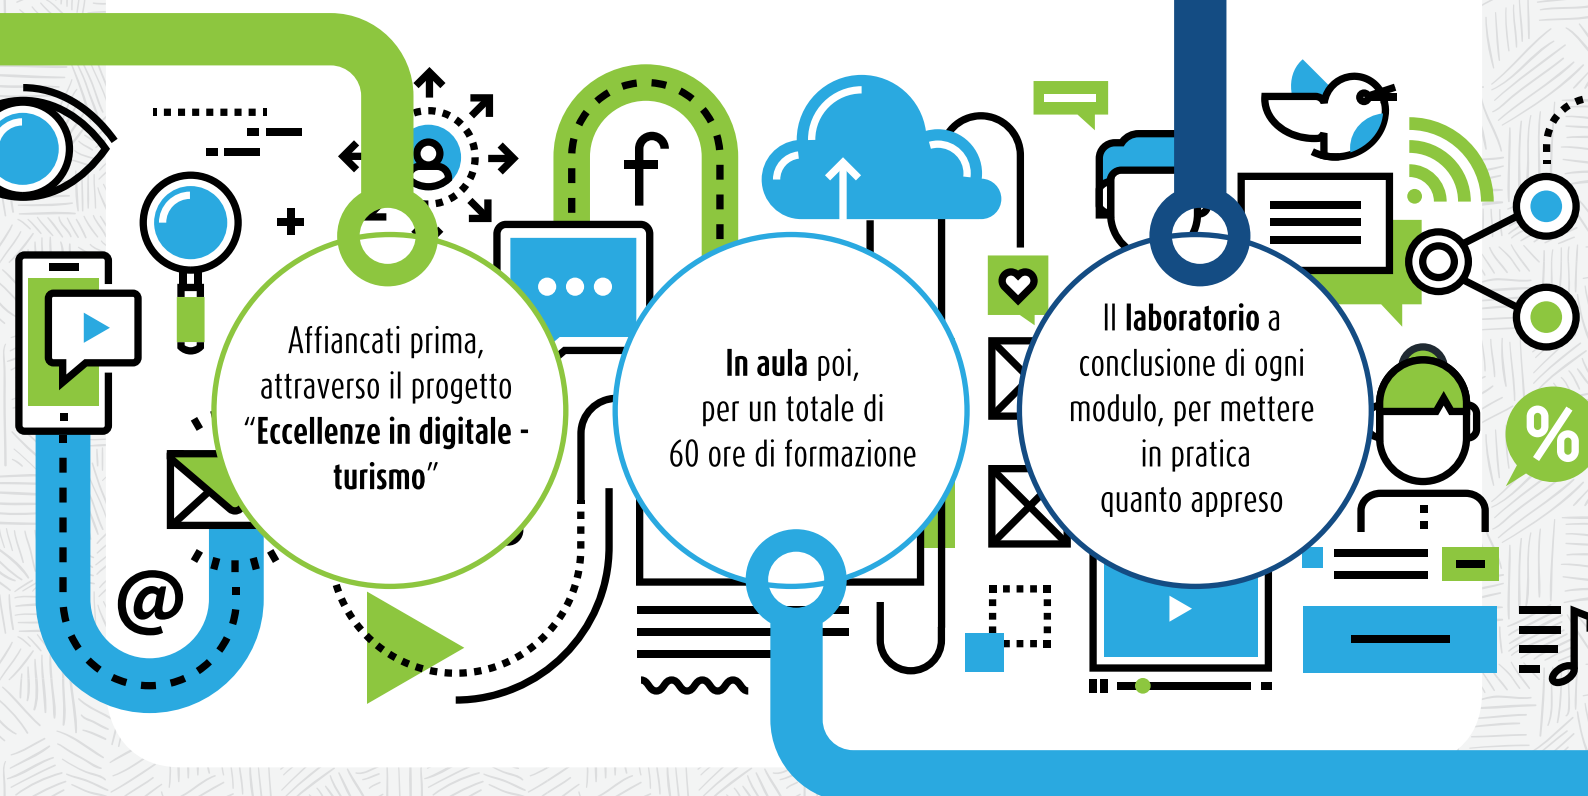 Affiancati prima,
attraverso il progetto
“Eccellenze in digitale -
turismo”
In aula poi,
per un totale di
60 ore di formazione
Il laboratorio a
conclusione di ogni
modulo, per mettere
in pratica
quanto appreso
f
@
%